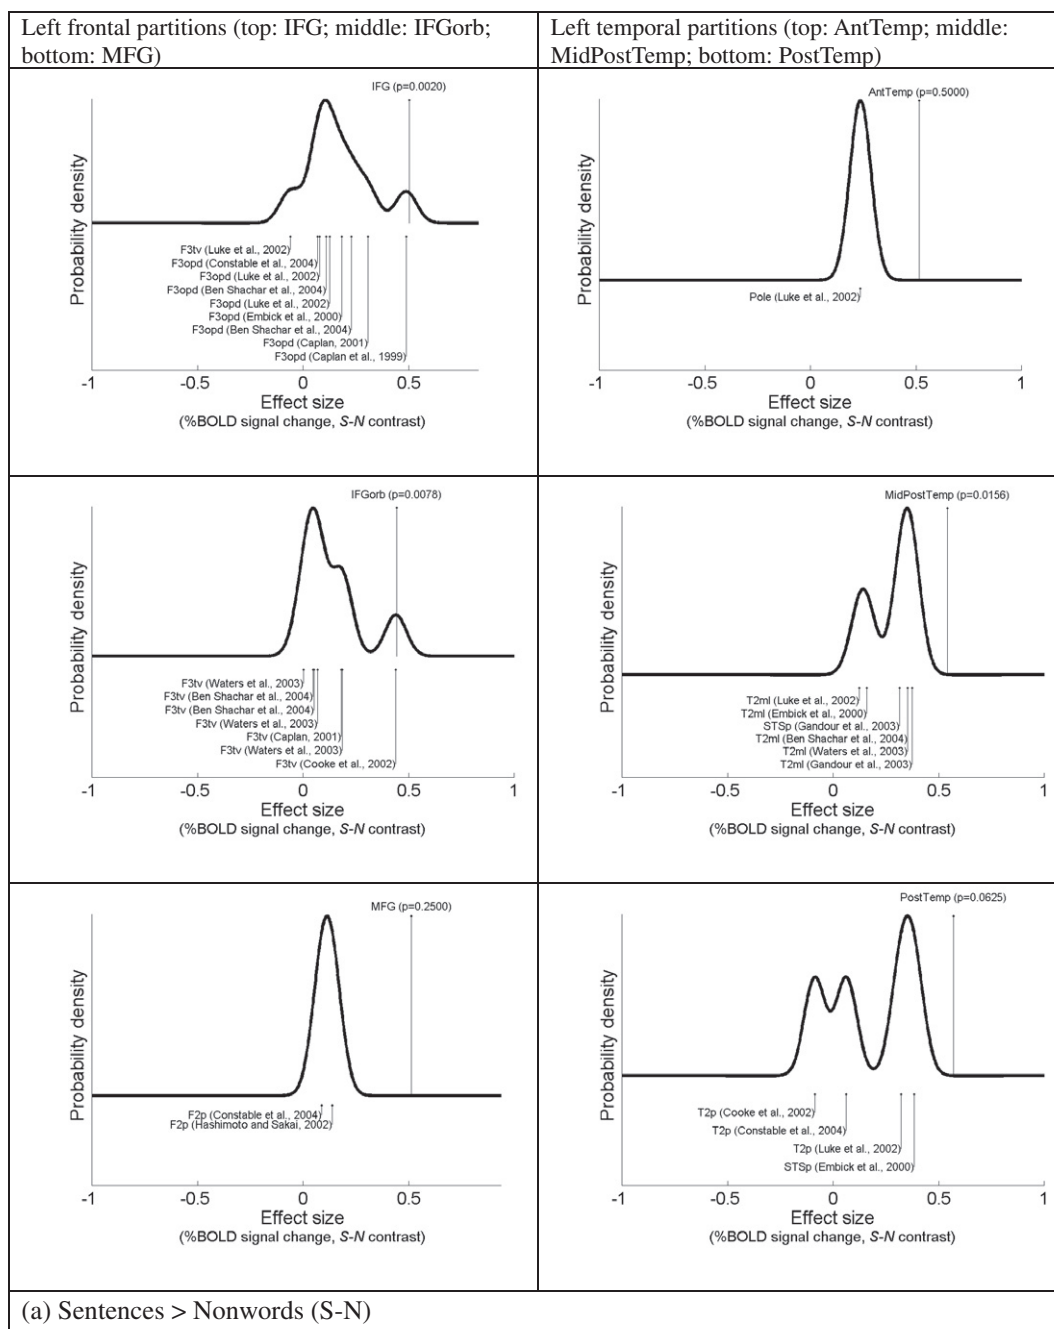 Left frontal partitions (top: IFG; middle: IFGorb;
bottom: MFG)
Left temporal partitions (top: AntTemp; middle:
MidPostTemp; bottom: PostTemp)
IFG (p=0.0020)
Probability density
F3tv (Luke et al., 2002)
F3opd (Constable et al., 2004)
F3opd (Luke et al., 2002)
F3opd (Ben Shachar et al., 2004)
F3opd (Luke et al., 2002)
F3opd (Embick et al., 2000)
F3opd (Ben Shachar et al., 2004)
F3opd (Caplan, 2001)
F3opd (Caplan et al., 1999)
-1 -0.5 0 0.5
Effect size
(%BOLD signal change, S-N contrast)
AntTemp (p=0.5000)
Probability density
Pole (Luke et al., 2002)
-1 -0.5 0 0.5 1
Effect size
(%BOLD signal change, S-N contrast)
IFGorb (p=0.0078)
Probability density
F3tv (Waters et al., 2003)
F3tv (Ben Shachar et al., 2004)
F3tv (Ben Shachar et al., 2004)
F3tv (Waters et al., 2003)
F3tv (Caplan, 2001)
F3tv (Waters et al., 2003)
F3tv (Cooke et al., 2002)
-1 -0.5 0 0.5 1
Effect size
(%BOLD signal change, S-N contrast)
MidPostTemp (p=0.0156)
Probability density
T2ml (Luke et al., 2002)
T2ml (Embick et al., 2000)
STSp (Gandour et al., 2003)
T2ml (Ben Shachar et al., 2004)
T2ml (Waters et al., 2003)
T2ml (Gandour et al., 2003)
-1 -0.5 0 0.5 1
Effect size
(%BOLD signal change, S-N contrast)
MFG (p=0.2500)
Probability density
F2p (Constable et al., 2004)
F2p (Hashimoto and Sakai, 2002)
-1 -0.5 0 0.5
Effect size
(%BOLD signal change, S-N contrast)
PostTemp (p=0.0625)
Probability density
T2p (Cooke et al., 2002)
T2p (Constable et al., 2004)
T2p (Luke et al., 2002)
STSp (Embick et al., 2000)
-1 -0.5 0 0.5 1
Effect size
(%BOLD signal change, S-N contrast)
(a) Sentences > Nonwords (S-N)